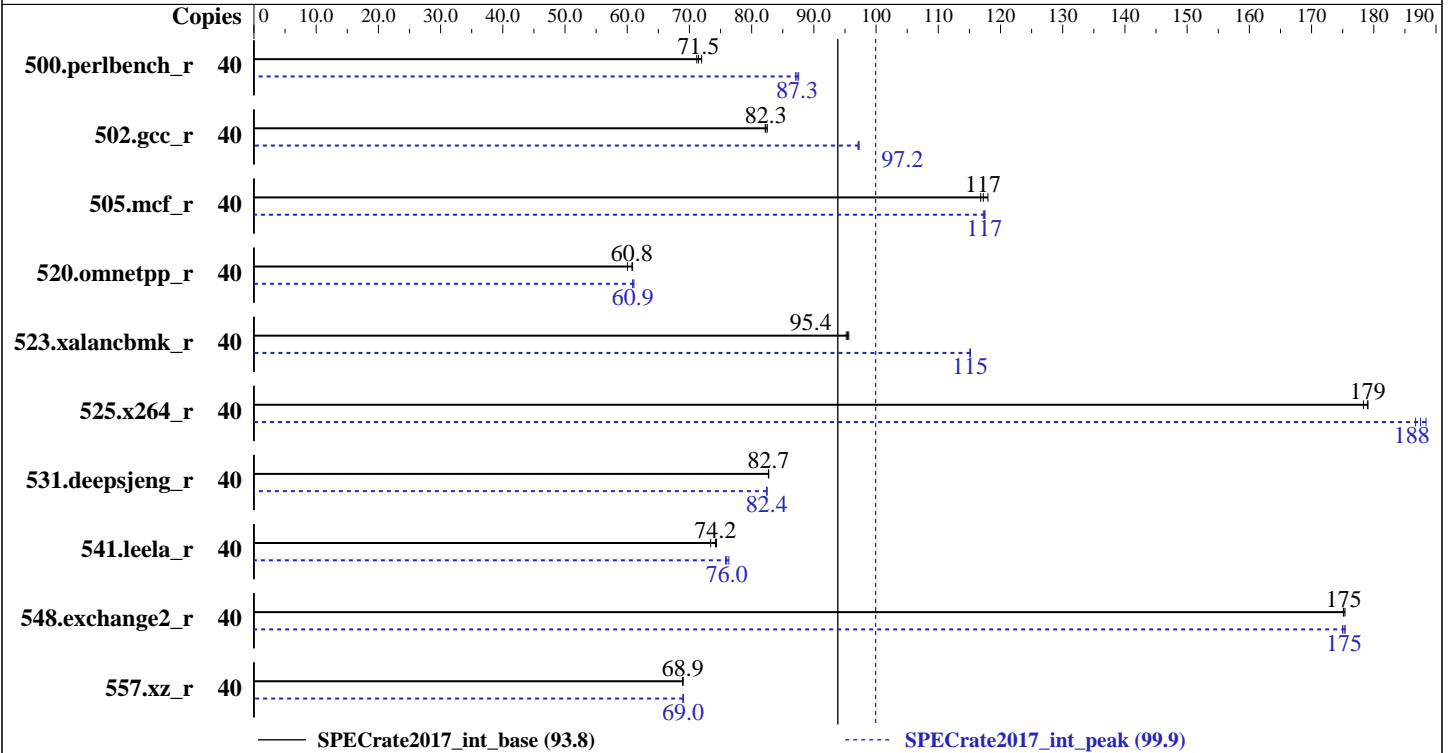 Copies 0 10.0 20.0 30.0 40.0 50.0 60.0 70.0 80.0 90.0 100 110 120 130 140 150 160 170 180 190
71.5
500.perlbench_r 40
87.3
82.3
502.gcc_r 40
97.2
117
505.mcf_r 40
117
60.8
520.omnetpp_r 40
60.9
95.4
523.xalancbmk_r 40
115
179
525.x264_r 40
188
82.7
531.deepsjeng_r 40
82.4
74.2
541.leela_r 40
76.0
175
548.exchange2_r 40
175
68.9
557.xz_r 40
69.0
SPECrate2017_int_base (93.8) SPECrate2017_int_peak (99.9)